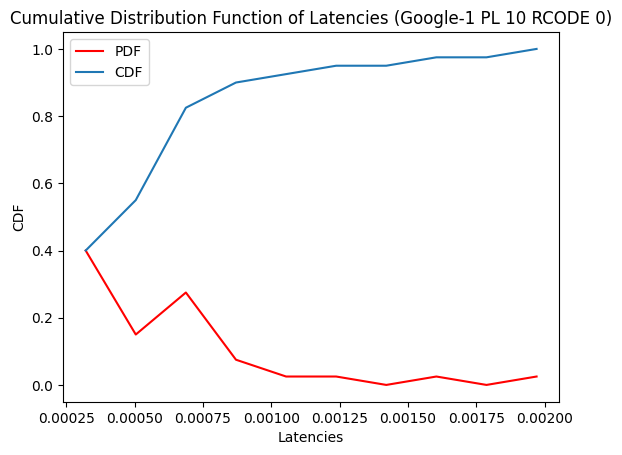 Cumulative Distribution Function of Latencies (Google-1 PL 10 RCODE 0)
PDF
CDF
1.0
0.8
0.6
0.4
0.2
0.0
CDF
0.00025 0.00050 0.00075 0.00100 0.00125 0.00150 0.00175 0.00200
Latencies